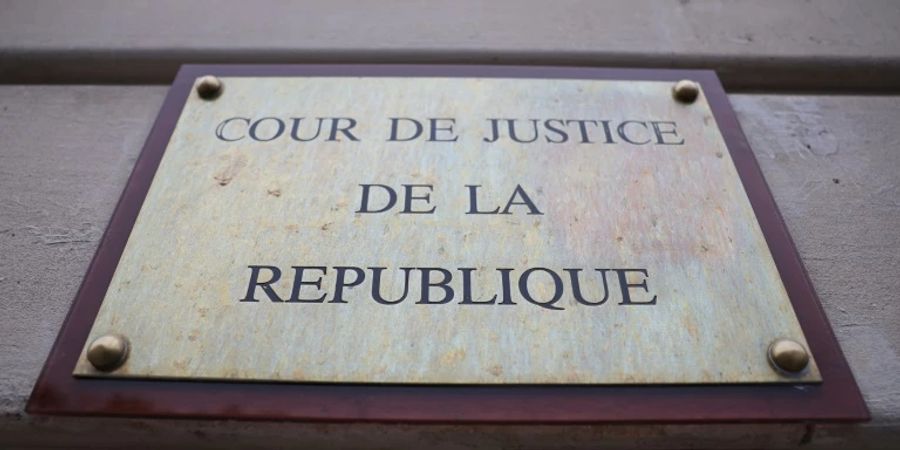 COUR DE JUSTICE
DE LA
REPUBLIQUE